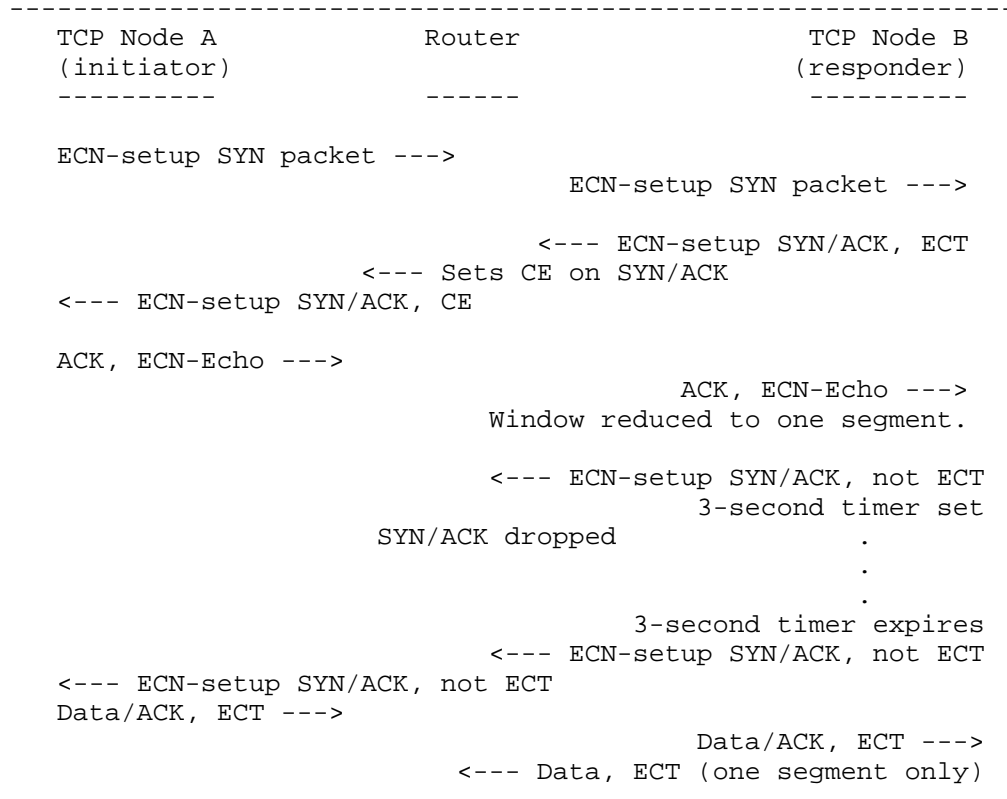 ---------------------------------------------------------------
TCP Node A Router TCP Node B
(initiator) (responder)
---------- ------ ----------
ECN-setup SYN packet --->
ECN-setup SYN packet --->
<--- ECN-setup SYN/ACK, ECT
<--- Sets CE on SYN/ACK
<--- ECN-setup SYN/ACK, CE
ACK, ECN-Echo --->
ACK, ECN-Echo --->
Window reduced to one segment.
<--- ECN-setup SYN/ACK, not ECT
3-second timer set
SYN/ACK dropped .
.
.
3-second timer expires
<--- ECN-setup SYN/ACK, not ECT
<--- ECN-setup SYN/ACK, not ECT
Data/ACK, ECT --->
Data/ACK, ECT --->
<--- Data, ECT (one segment only)